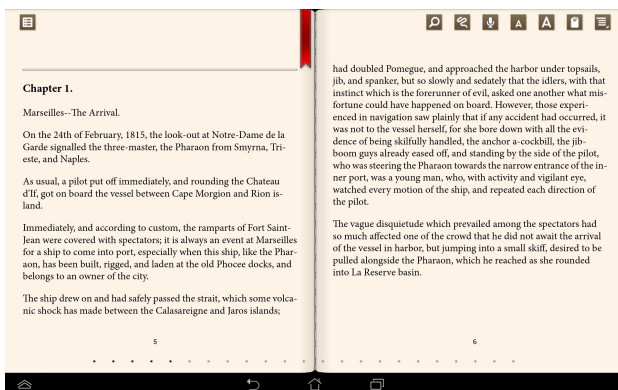 Chapter 1.
Marseilles--The Arrival.
On the 24th of February, 1815, the look-out at Notre-Dame de la
Garde signalled the three-master, the Pharaon from Smyrna, Tri-
este, and Naples.
As usual, a pilot put off immediately, and rounding the Chateau
d'If, got on board the vessel between Cape Morgion and Rion is-
land.
Immediately, and according to custom, the ramparts of Fort Saint-
Jean were covered with spectators; it is always an event at Marseilles
for a ship to come into port, especially when this ship, like the Phar-
aon, has been built, rigged, and laden at the old Phocee docks, and
belongs to an owner of the city.
The ship drew on and had safely passed the strait, which some volca-
nic shock has made between the Calasareigne and Jaros islands;
5
A
A
had doubled Pomegue, and approached the harbor under topsails,
jib, and spanker, but so slowly and sedately that the idlers, with that
instinct which is the forerunner of evil, asked one another what mis-
fortune could have happened on board. However, those experi-
enced in navigation saw plainly that if any accident had occurred, it
was not to the vessel herself, for she bore down with all the evi-
dence of being skilfully handled, the anchor a-cockbill, the jib-
boom guys already eased off, and standing by the side of the pilot,
who was steering the Pharaon towards the narrow entrance of the in-
ner port, was a young man, who, with activity and vigilant eye,
watched every motion of the ship, and repeated each direction of
the pilot.
The vague disquietude which prevailed among the spectators had
so much affected one of the crowd that he did not await the arrival
of the vessel in harbor, but jumping into a small skiff, desired to be
pulled alongside the Pharaon, which he reached as she rounded
into La Reserve basin.
6